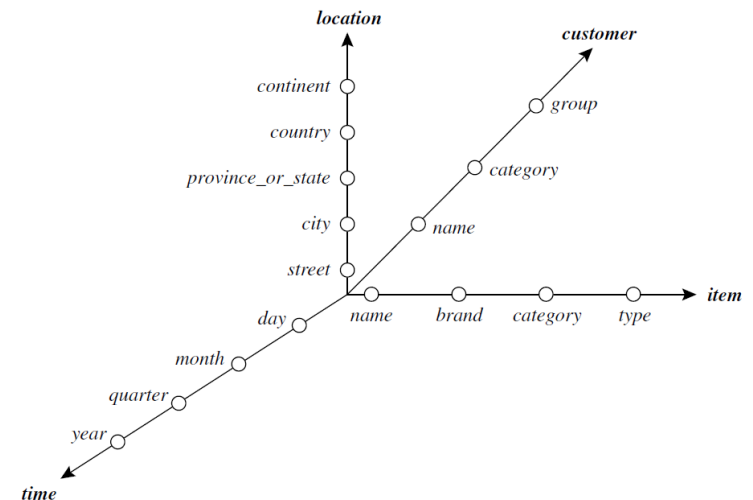 location
customer
continent
group
country
category
province_or_state
city
name
street
item
day
name brand category type
month
quarter
year
time